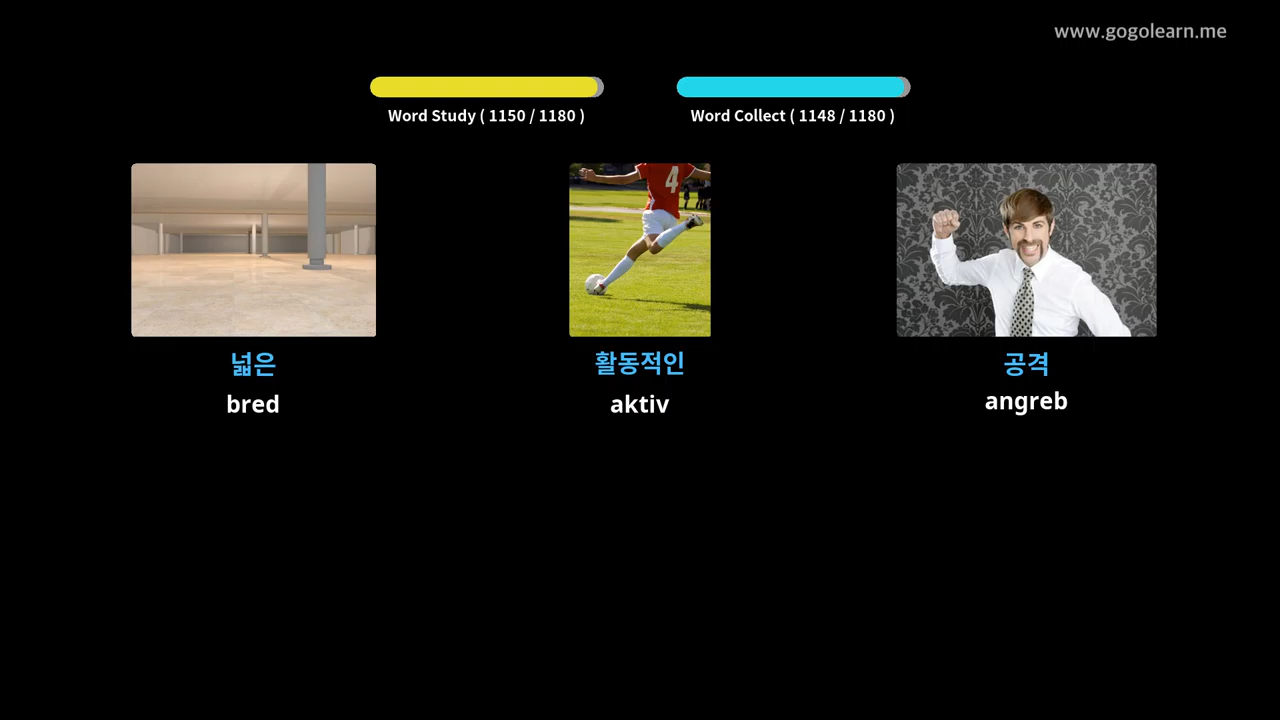 www.gogolearn.me
Word Study ( 1150 / 1180 )
Word Collect ( 1148 / 1180 )
4
넓은
bred
활동적인
aktiv
공격
angreb